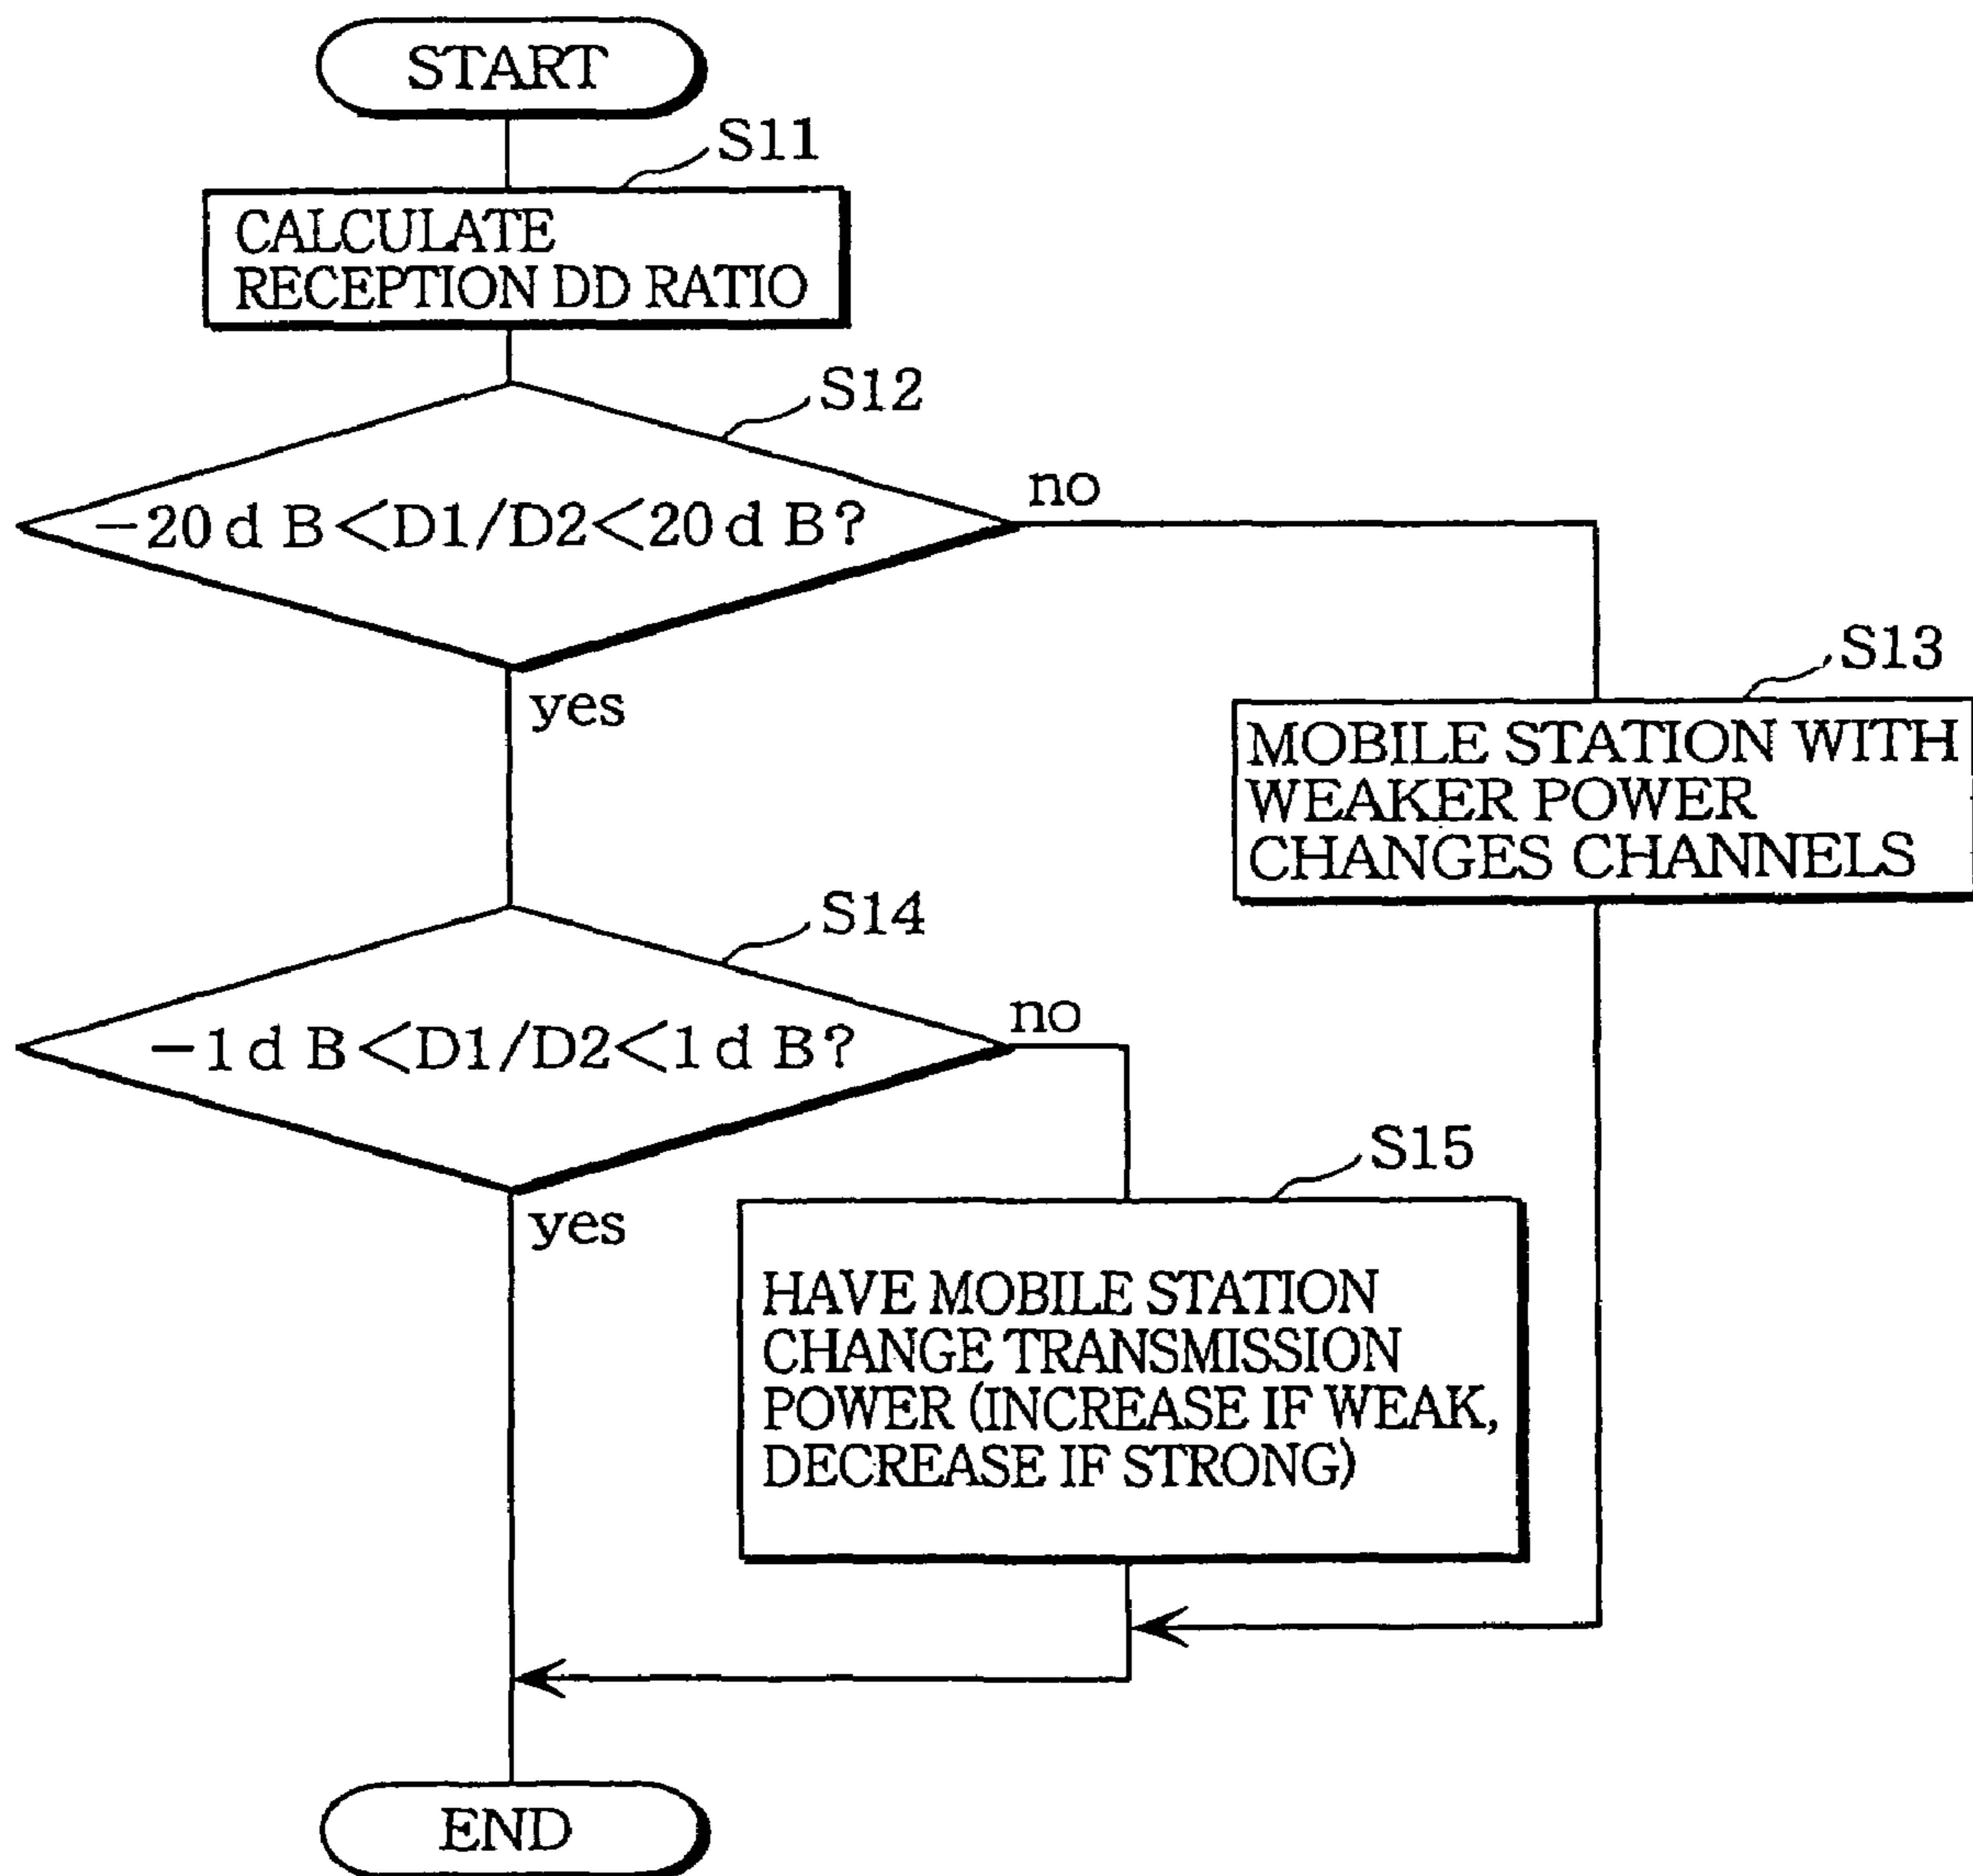 START
S11
CALCULATE
RECEPTION DD RATIO
S12
−20 d B<D1/D2<20 d B?
no
yes
S13
MOBILE STATION WITH
WEAKER POWER
CHANGES CHANNELS
S14
−1 d B<D1/D2<1 d B?
no
yes
S15
HAVE MOBILE STATION
CHANGE TRANSMISSION
POWER (INCREASE IF WEAK,
DECREASE IF STRONG)
END